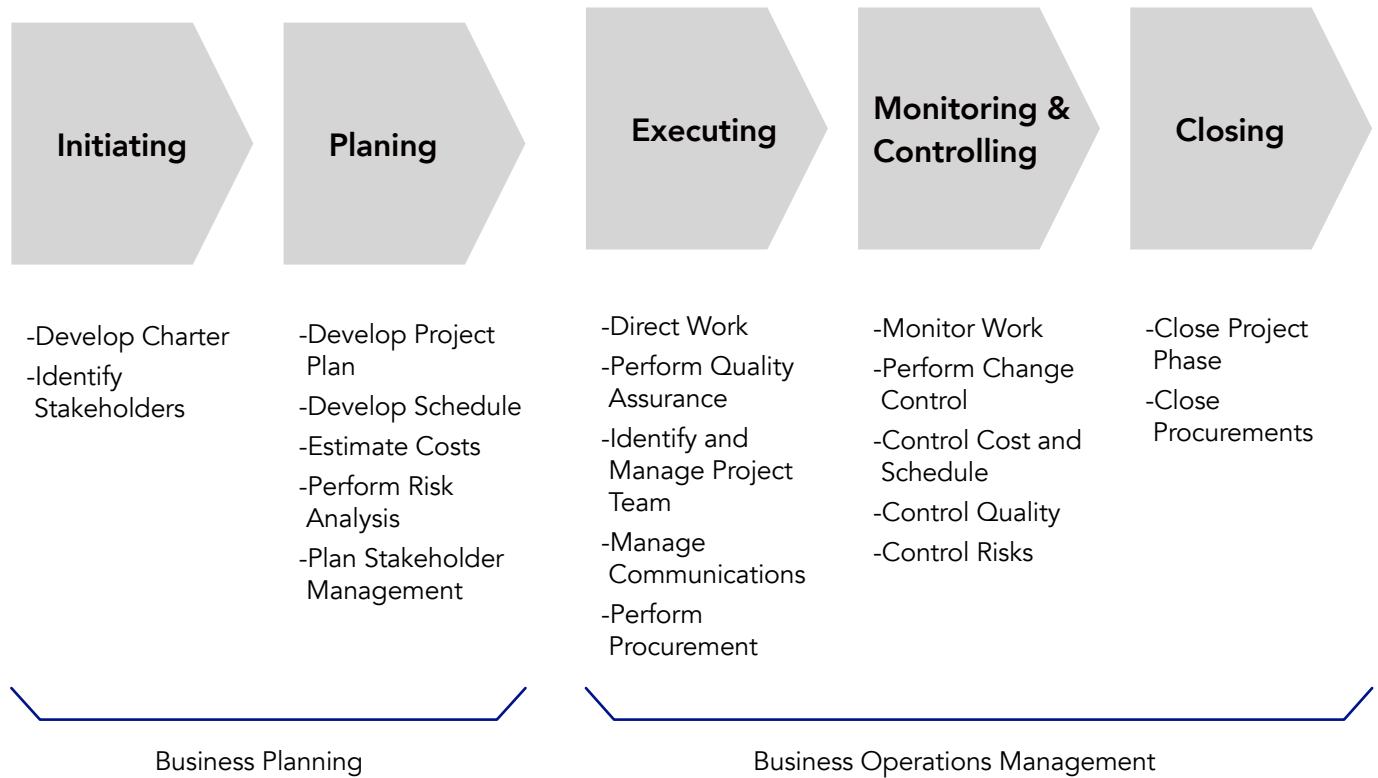 Initiating
Planing
Executing
Monitoring &
Controlling
Closing
-Develop Charter
-Identify
Stakeholders
-Develop Project
Plan
-Develop Schedule
-Estimate Costs
-Perform Risk
Analysis
-Plan Stakeholder
Management
-Direct Work
-Perform Quality
Assurance
-Identify and
Manage Project
Team
-Manage
Communications
-Perform
Procurement
-Monitor Work
-Perform Change
Control
-Control Cost and
Schedule
-Control Quality
-Control Risks
-Close Project
Phase
-Close
Procurements
Business Planning
Business Operations Management